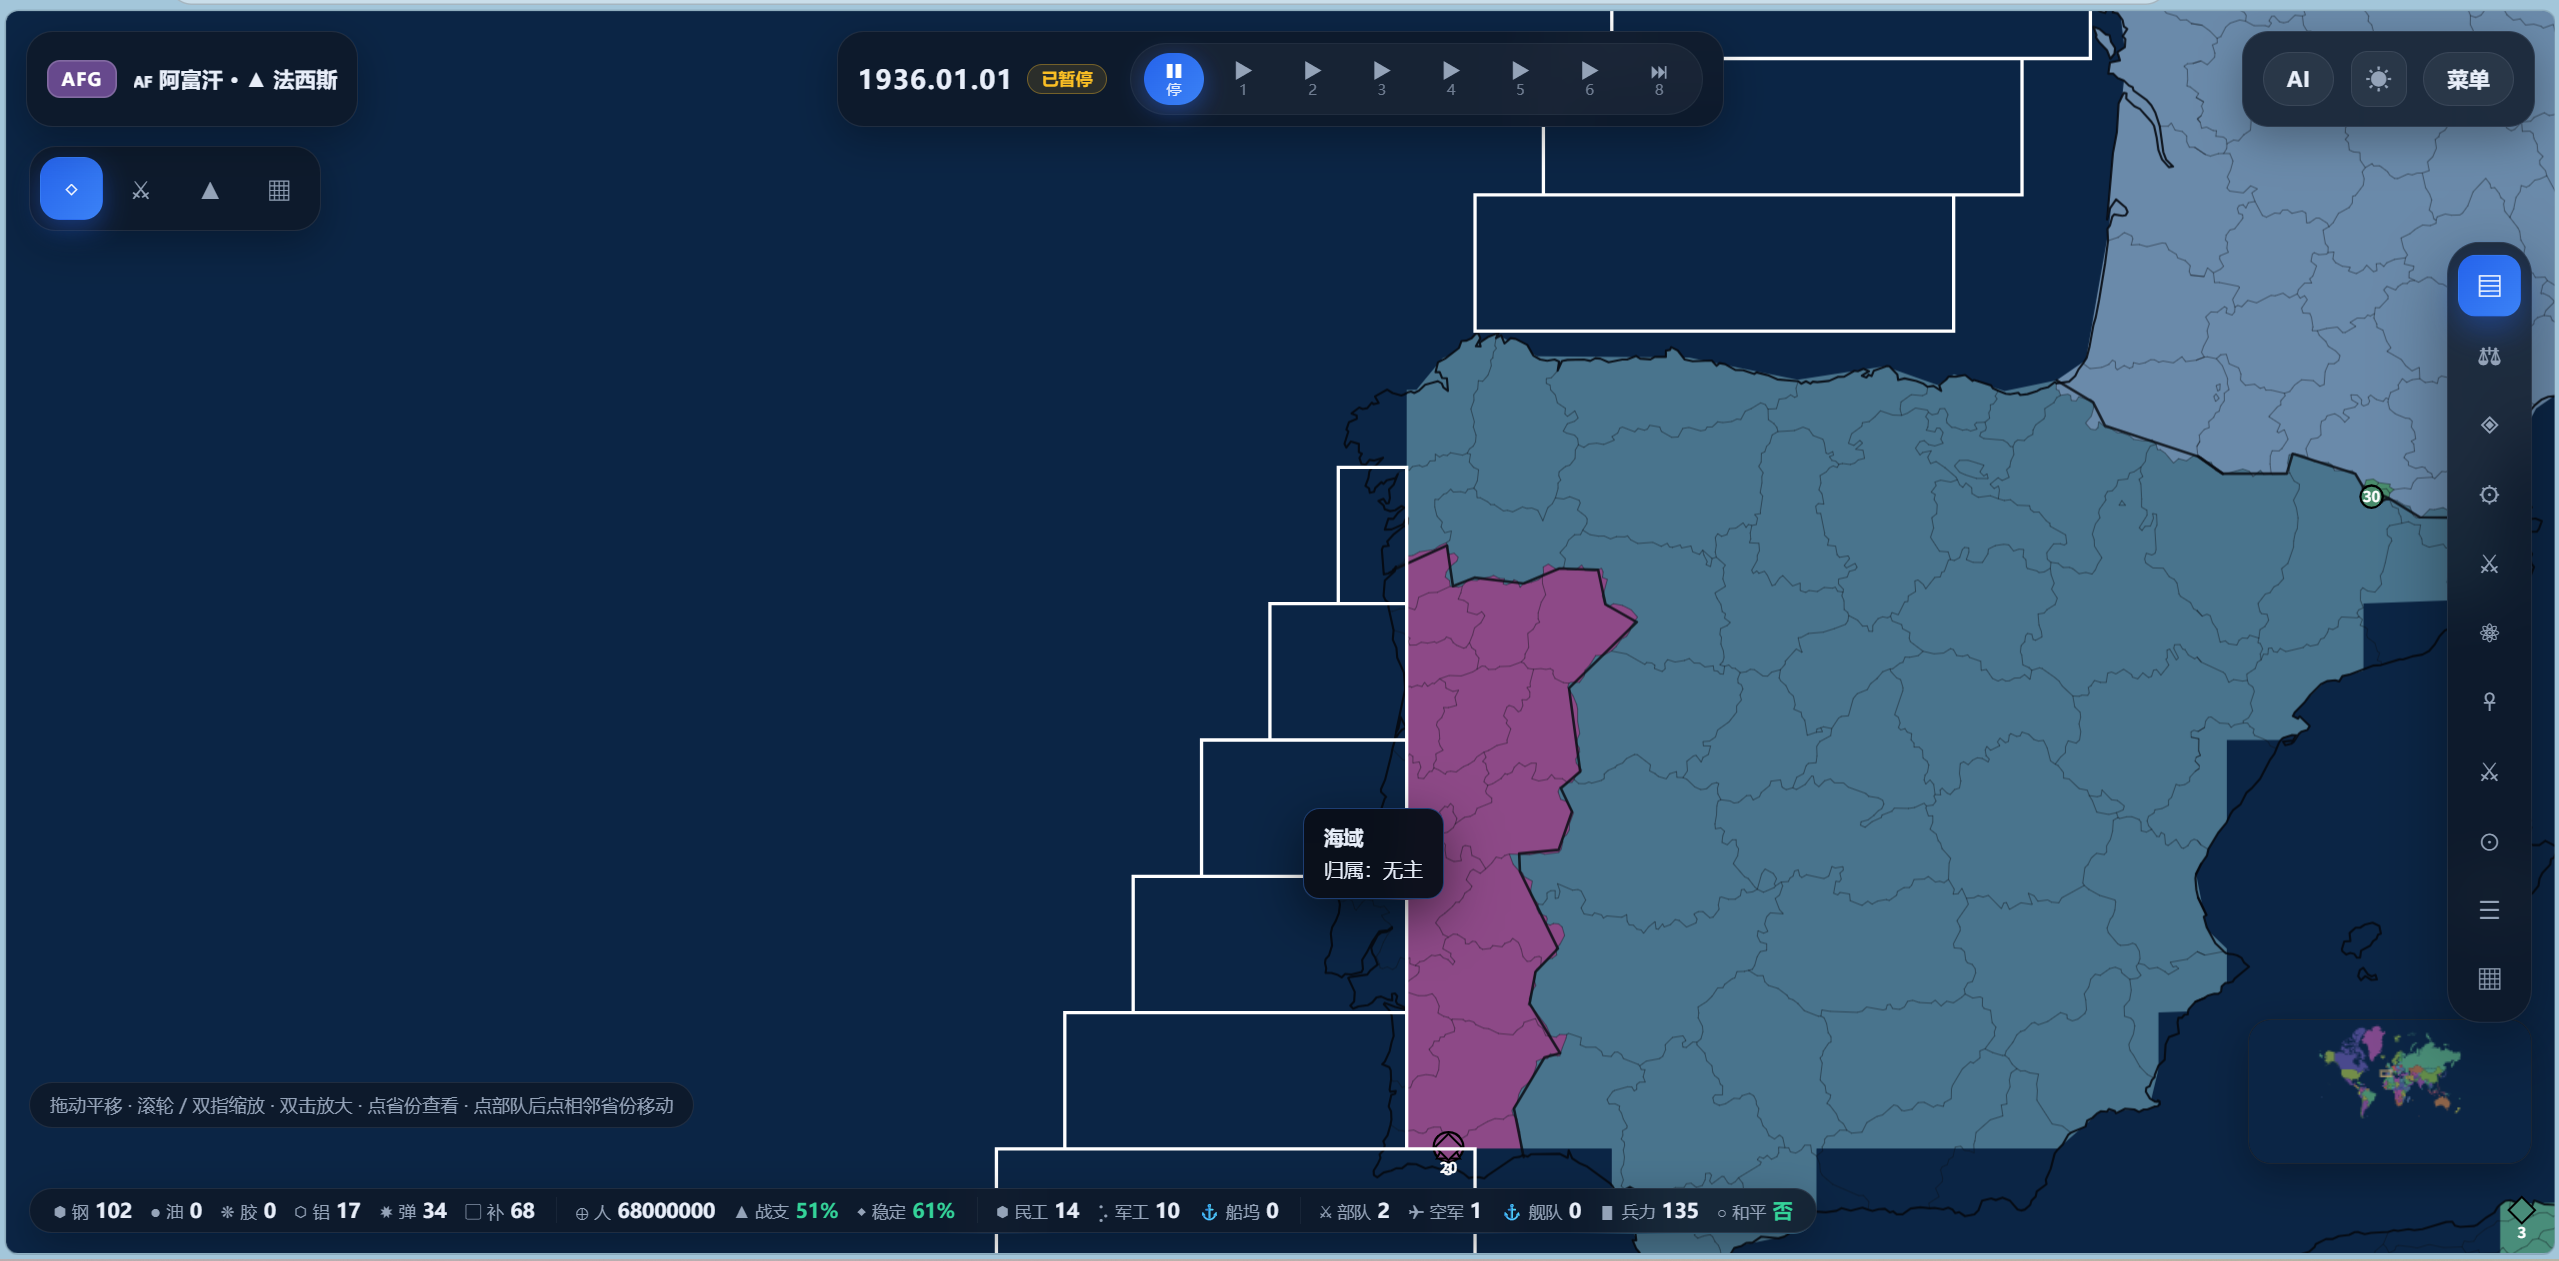 AFG AF 阿富汗 • ▲ 法西斯
1936.01.01 已暂停
停 1 2 3 4 5 6 8
AI 菜单
30
海域
归属：无主
拖动平移 · 滚轮 / 双指缩放 · 双击放大 · 点省份查看 · 点部队后点相邻省份移动
20
钢 102 油 0 胶 0 铝 17 弹 34 补 68 人 68000000 战支 51% 稳定 61% 民工 14 军工 10 船坞 0 部队 2 空军 1 舰队 0 兵力 135 和平 否
3